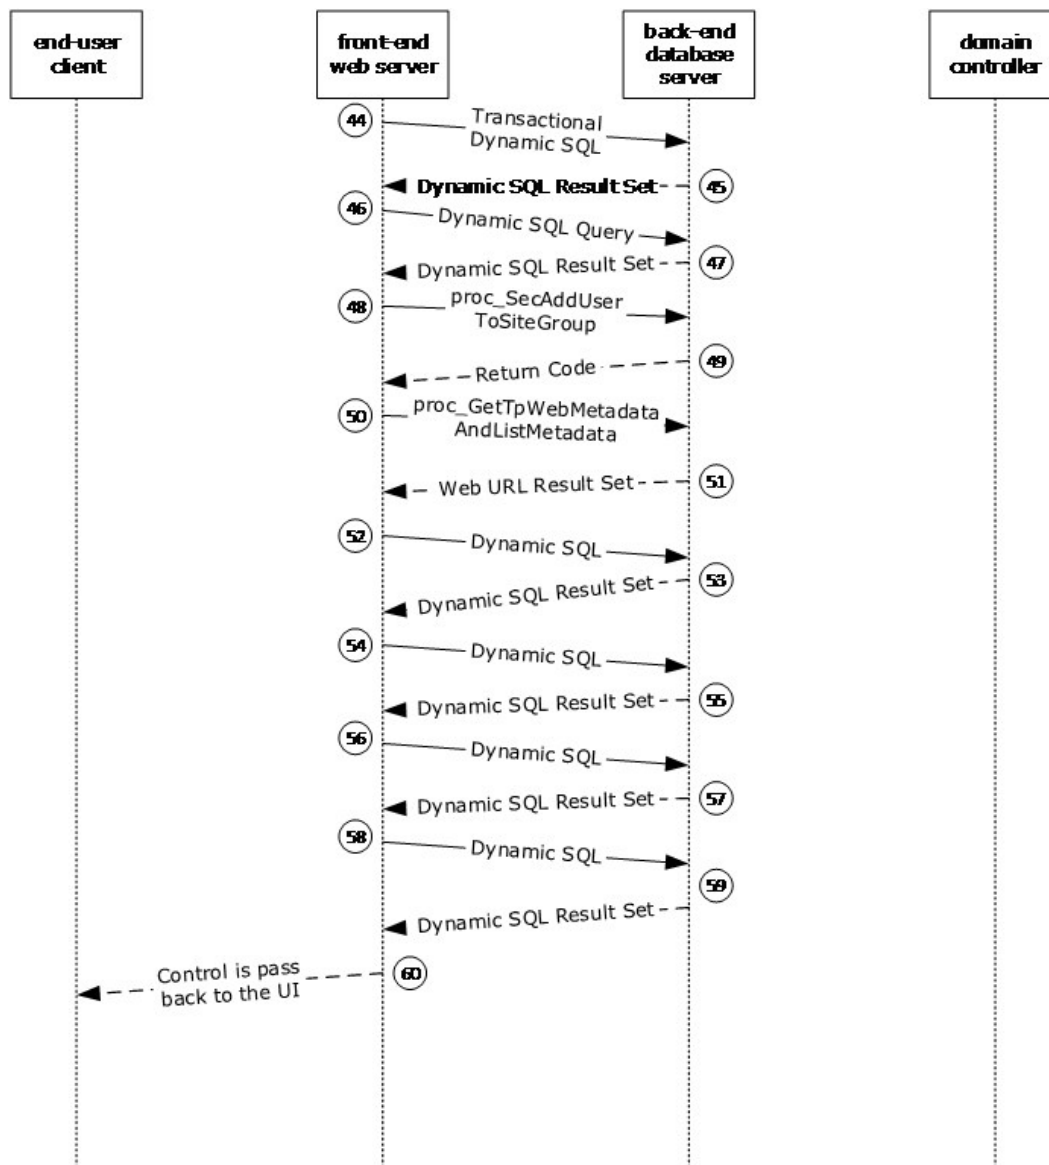 end-user
client
front-end
web server
back-end
database
server
domain
controller
44
Transactional
Dynamic SQL
Dynamic SQL Result Set
45
46
Dynamic SQL Query
Dynamic SQL Result Set
47
48
proc_SecAddUser
ToSiteGroup
Return Code
49
50
proc_GetTpWebMetadata
AndListMetadata
Web URL Result Set
51
52
Dynamic SQL
Dynamic SQL Result Set
53
54
Dynamic SQL
Dynamic SQL Result Set
55
56
Dynamic SQL
Dynamic SQL Result Set
57
58
Dynamic SQL
59
Dynamic SQL Result Set
Control is pass
back to the UI
60